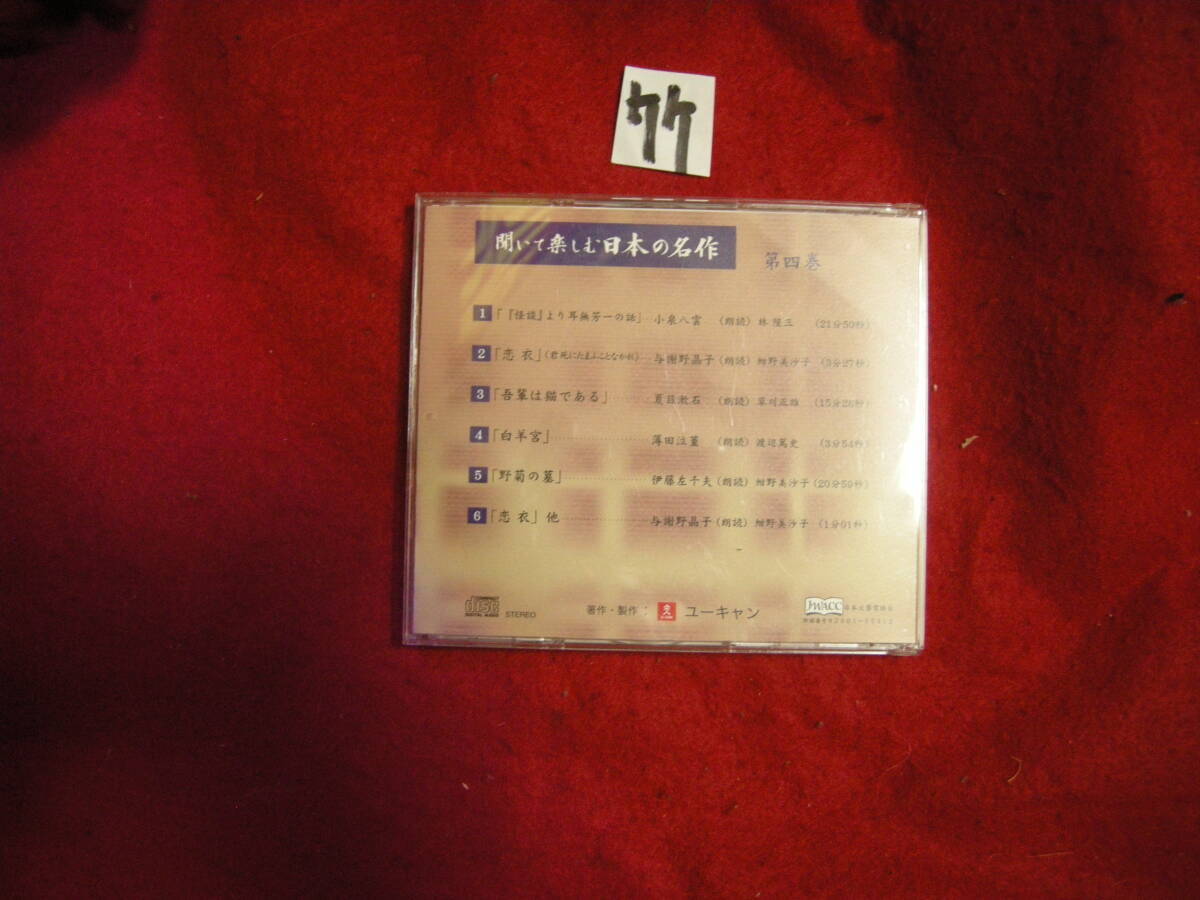 竹
聞いて楽しむ日本の名作 第四巻
1 「『怪談』より耳無芳一の話」 小泉八雲 (朗読) 林隆三 (21分50秒)
2 「恋衣」(君死にたまふことなかれ) 与謝野晶子 (朗読) 紺野美沙子 (3分27秒)
3 「吾輩は猫である」 夏目漱石 (朗読) 草刈正雄 (15分28秒)
4 「白羊宮」 薄田泣菫 (朗読) 渡辺篤史 (3分54秒)
5 「野菊の墓」 伊藤左千夫 (朗読) 紺野美沙子 (20分59秒)
6 「恋衣」他 与謝野晶子 (朗読) 紺野美沙子 (1分01秒)
disc DIGITAL AUDIO STEREO 著作・製作: ユーキャン JWACC